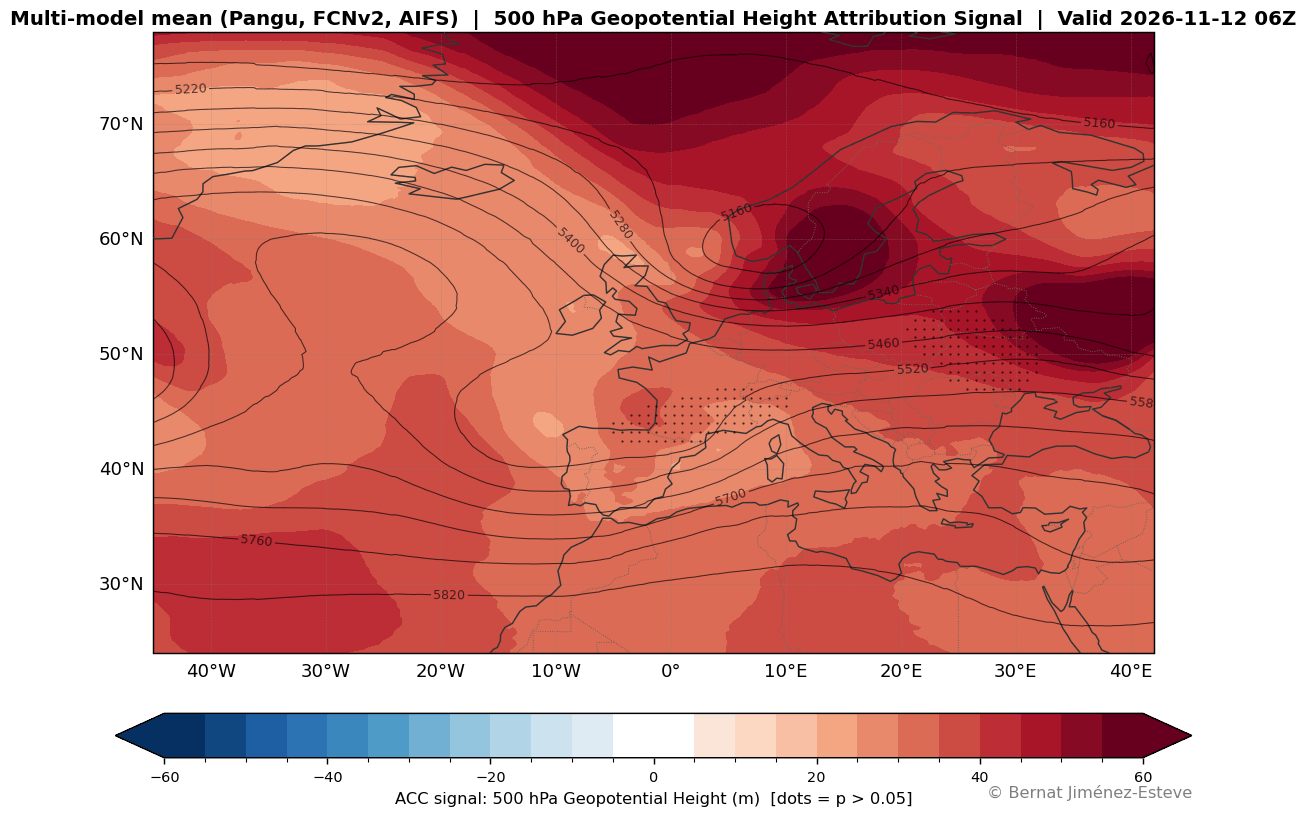 Multi-model mean (Pangu, FCNv2, AIFS) | 500 hPa Geopotential Height Attribution Signal | Valid 2026-11-12 06Z
5220
5160
70°N
5160
5280
5400
60°N
5340
5460
50°N
5520
558
40°N
5700
5760
30°N
5820
40°W 30°W 20°W 10°W 0° 10°E 20°E 30°E 40°E
−60 −40 −20 0 20 40 60
ACC signal: 500 hPa Geopotential Height (m) [dots = p > 0.05]
© Bernat Jiménez-Esteve